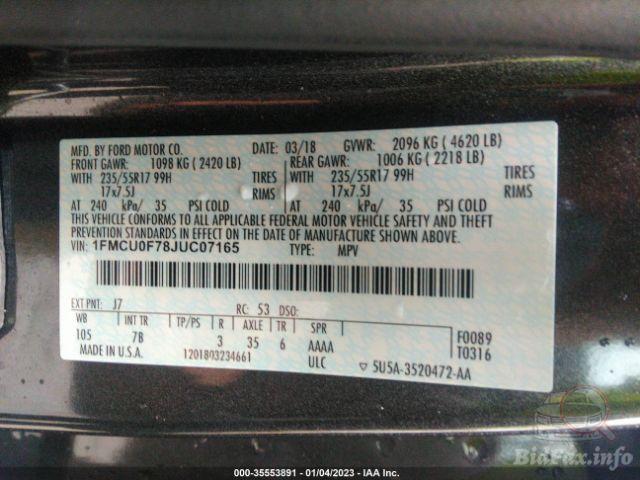 MFD. BY FORD MOTOR CO. DATE: 03/18 GVWR: 2096 KG ( 4620 LB)
FRONT GAWR: 1098 KG ( 2420 LB) REAR GAWR: 1006 KG ( 2218 LB)
WITH 235/55R17 99H TIRES WITH 235/55R17 99H TIRES
17x7.5J RIMS 17x7.5J RIMS
AT 240 kPa/ 35 PSI COLD AT 240 kPa/ 35 PSI COLD
THIS VEHICLE CONFORMS TO ALL APPLICABLE FEDERAL MOTOR VEHICLE SAFETY AND THEFT
PREVENTION STANDARDS IN EFFECT ON THE DATE OF MANUFACTURE SHOWN ABOVE.
VIN: 1FMCU0F78JUC07165 TYPE: MPV
EXT PNT: J7 RC: 53 DSO:
WB INT TR TP/PS R AXLE TR SPR F0089
105 7B 3 35 6 AAAA T0316
MADE IN U.S.A. 1201803234661 ULC 5U5A-3520472-AA
BidFax.info
000-35553891 - 01/04/2023 - IAA Inc.